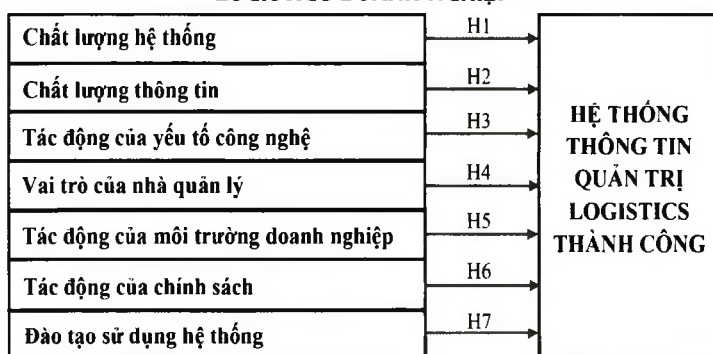 Chất lượng hệ thống
H1
Chất lượng thông tin
H2
Tác động của yếu tố công nghệ
H3
Vai trò của nhà quản lý
H4
Tác động của môi trường doanh nghiệp
H5
Tác động của chính sách
H6
Đào tạo sử dụng hệ thống
H7
HỆ THỐNG
THÔNG TIN
QUẢN TRỊ
LOGISTICS
THÀNH CÔNG